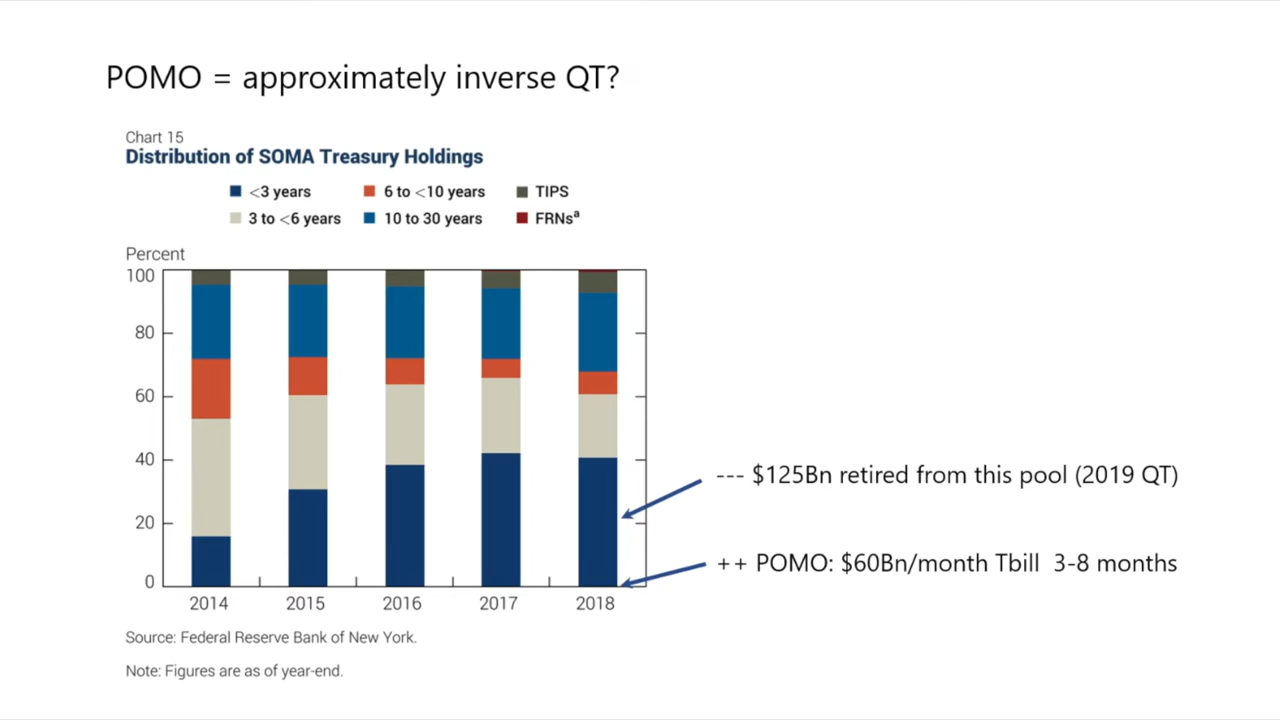 POMO = approximately inverse QT?
Chart 15
Distribution of SOMA Treasury Holdings
<3 years
6 to <10 years
TIPS
3 to <6 years
10 to 30 years
FRNsª
Percent
100
80
60
40
20
0
2014 2015 2016 2017 2018
--- $125Bn retired from this pool (2019 QT)
++ POMO: $60Bn/month Tbill 3-8 months
Source: Federal Reserve Bank of New York.
Note: Figures are as of year-end.